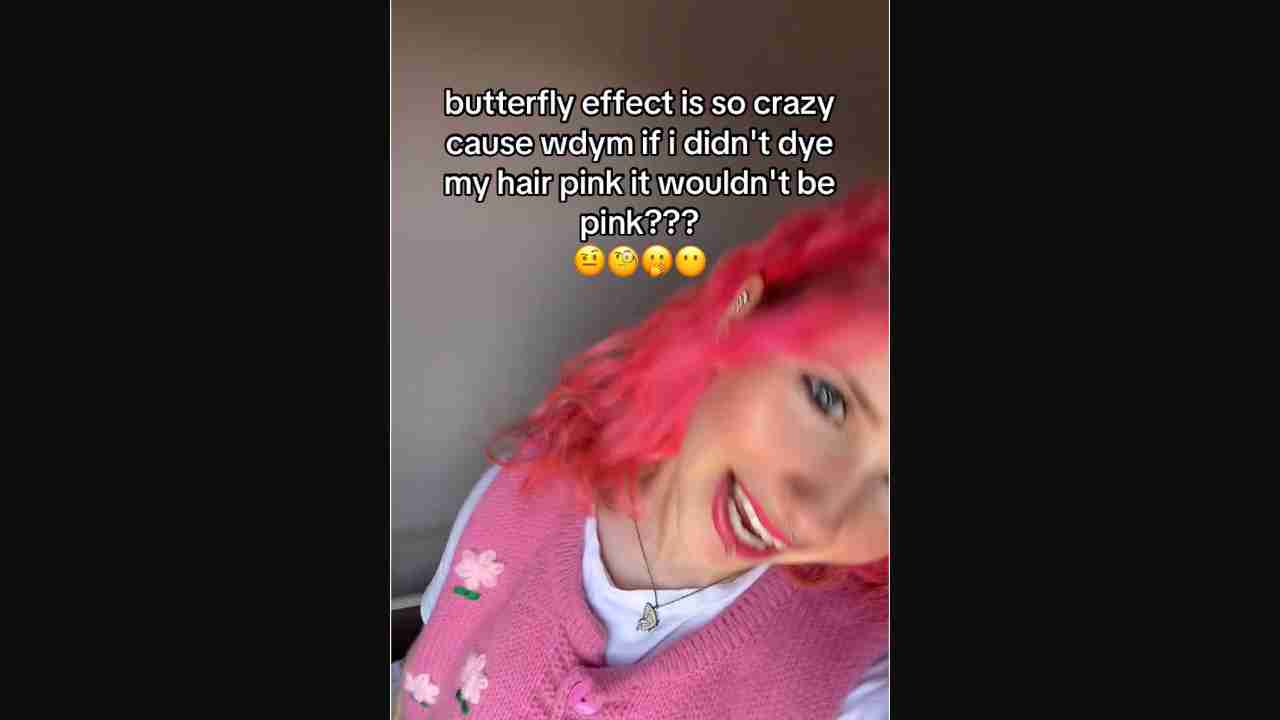 butterfly effect is so crazy
cause wdym if i didn't dye
my hair pink it wouldn't be
pink???
🤨🧐🫢😶